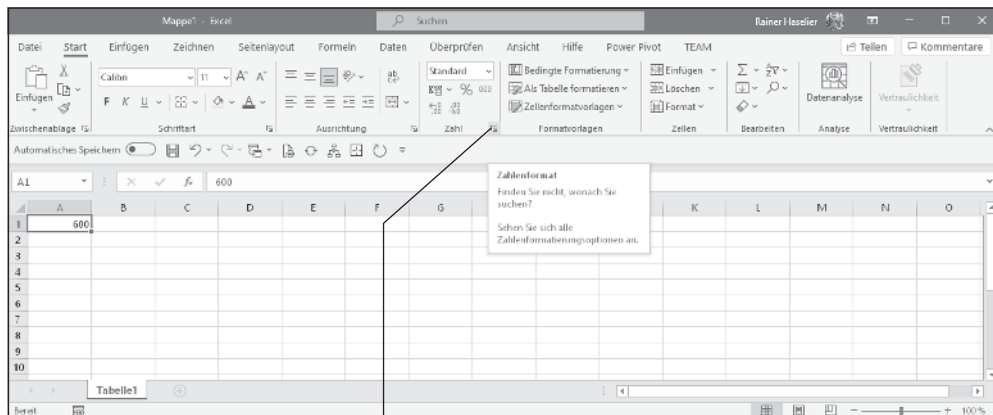 Mappe1 - Excel
Suchen
Rainer Haselier
Datei Start Einfügen Zeichnen Seitenlayout Formeln Daten Überprüfen Ansicht Hilfe Power Pivot TEAM Teilen Kommentare
Calibri 11 A A ab Standard Bedingte Formatierung Einfügen
Einfügen F K U A % 000 Als Tabelle formatieren Löschen Datenanalyse Vertraulichkeit
Zellenformatvorlagen Format
Zwischenablage Schriftart Ausrichtung Zahl Formatvorlagen Zellen Bearbeiten Analyse Vertraulichkeit
Automatisches Speichern
A1 fx 600
Zahlenformat
Finden Sie nicht, wonach Sie
suchen?
Sehen Sie sich alle
Zahlenformatierungsoptionen an.
A B C D E F G K L M N O
1 600
2
3
4
5
6
7
8
9
10
Tabelle1
Bereit 100 %